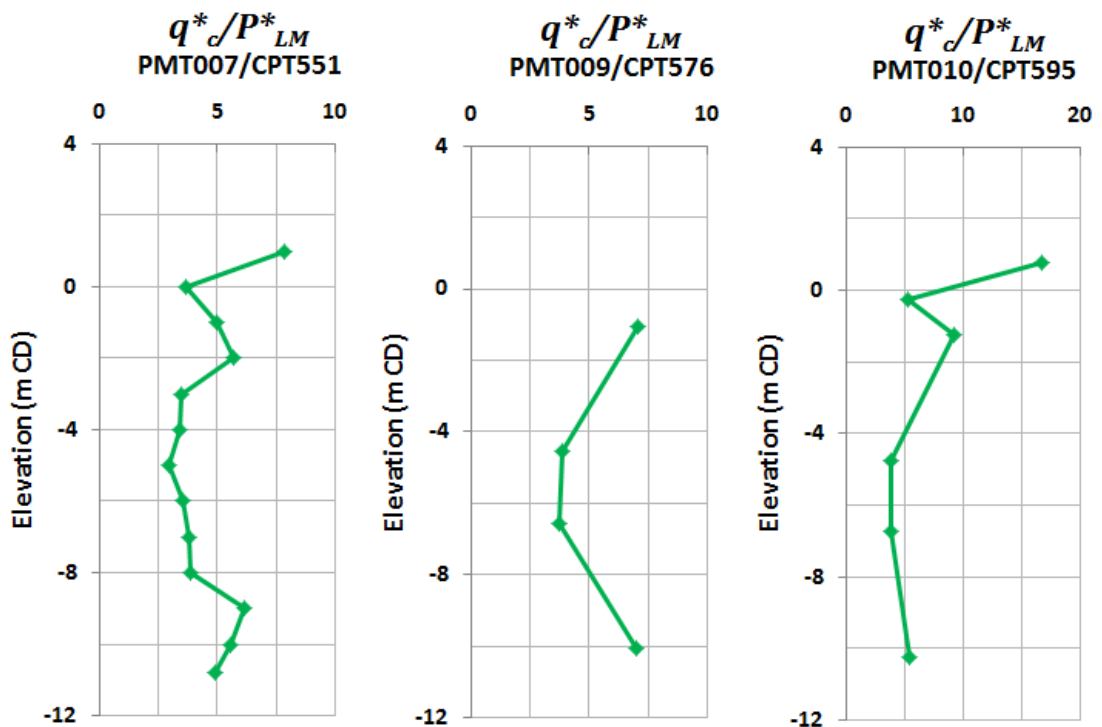 q*c/P*LM
PMT007/CPT551
0 5 10
4
0
-4
-8
-12
Elevation (m CD)
q*c/P*LM
PMT009/CPT576
0 5 10
4
0
-4
-8
-12
Elevation (m CD)
q*c/P*LM
PMT010/CPT595
0 10 20
4
0
-4
-8
-12
Elevation (m CD)